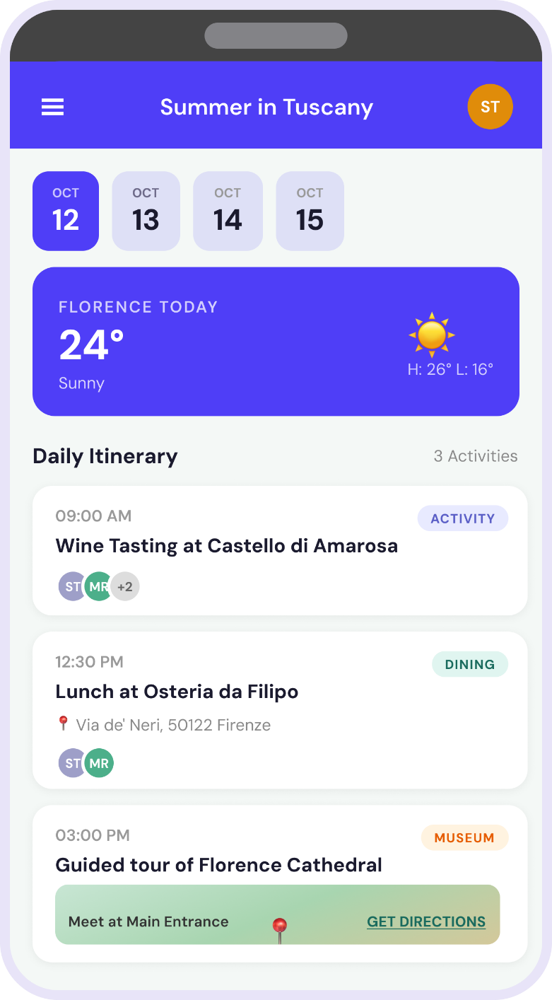 Summer in Tuscany
ST
OCT
12
OCT
13
OCT
14
OCT
15
FLORENCE TODAY
24°
Sunny
H: 26° L: 16°
Daily Itinerary
3 Activities
09:00 AM
ACTIVITY
Wine Tasting at Castello di Amarosa
ST
MR
+2
12:30 PM
DINING
Lunch at Osteria da Filipo
Via de' Neri, 50122 Firenze
ST
MR
03:00 PM
MUSEUM
Guided tour of Florence Cathedral
Meet at Main Entrance
GET DIRECTIONS